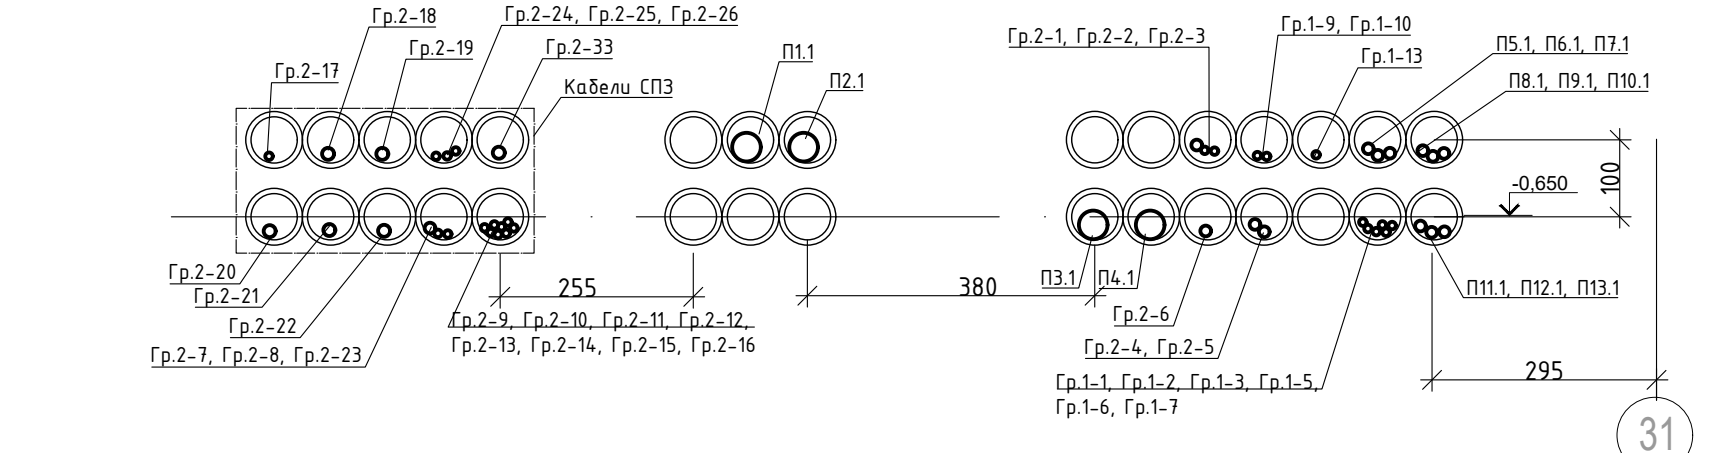 Гр.2-18
Гр.2-24, Гр.2-25, Гр.2-26
Гр.2-19
Гр.2-33
Гр.2-17
Кабели СПЗ
П1.1
П2.1
Гр.2-1, Гр.2-2, Гр.2-3
Гр.1-9, Гр.1-10
Гр.1-13
П5.1, П6.1, П7.1
П8.1, П9.1, П10.1
100
-0,650
Гр.2-20
Гр.2-21
Гр.2-22
Гр.2-7, Гр.2-8, Гр.2-23
255
Гр.2-9, Гр.2-10, Гр.2-11, Гр.2-12,
Гр.2-13, Гр.2-14, Гр.2-15, Гр.2-16
380
П3.1
П4.1
Гр.2-6
Гр.2-4, Гр.2-5
Гр.1-1, Гр.1-2, Гр.1-3, Гр.1-5,
Гр.1-6, Гр.1-7
П11.1, П12.1, П13.1
295
31